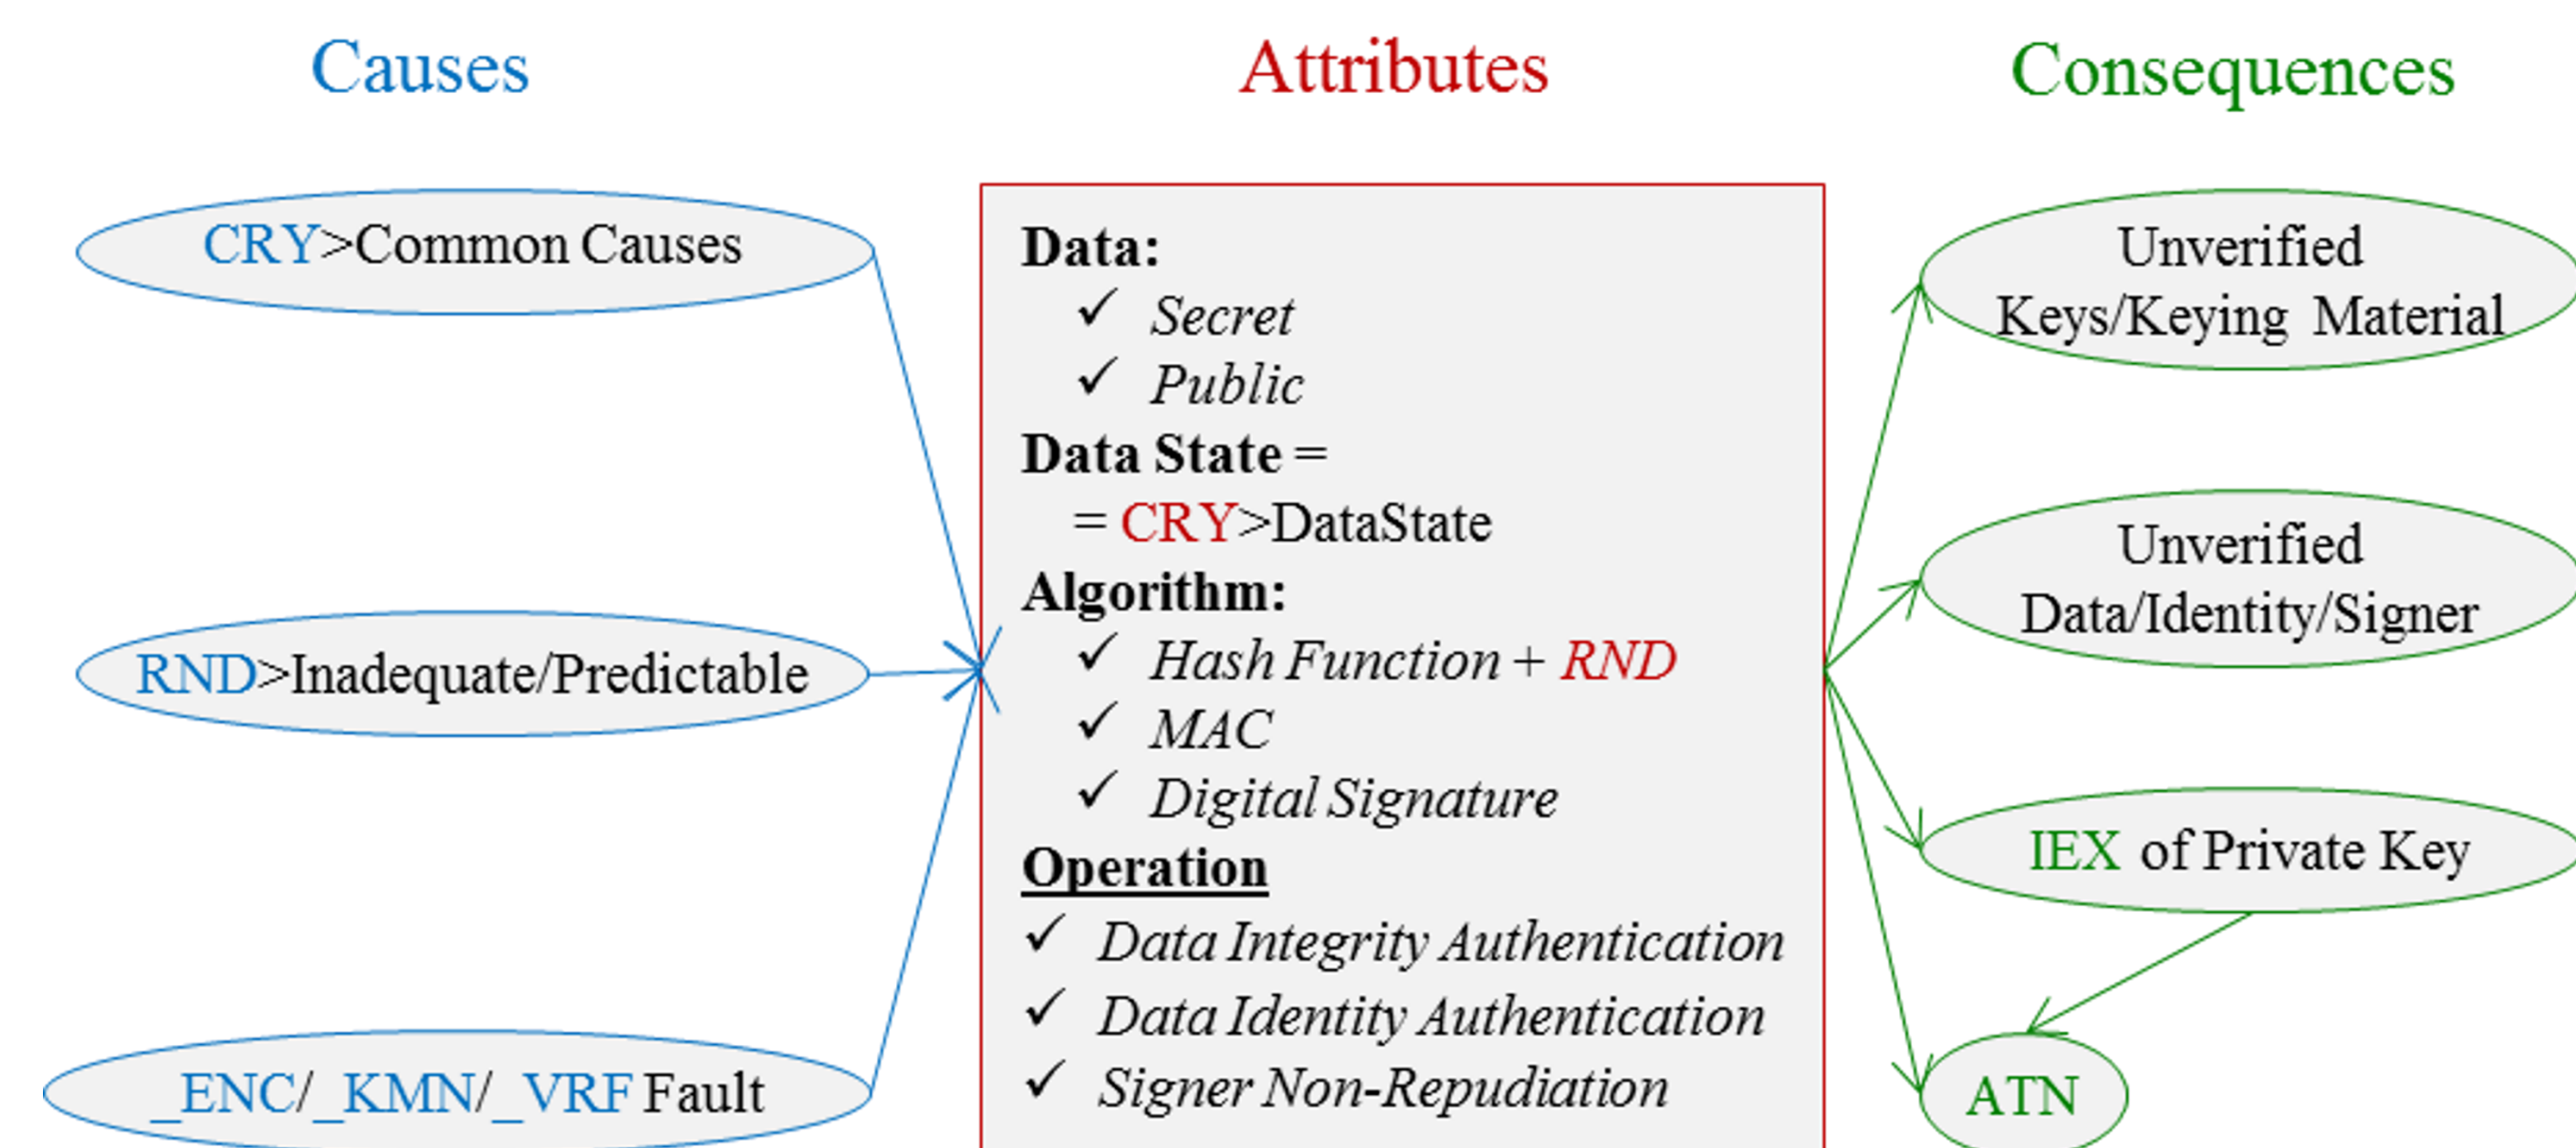 Causes
Attributes
Consequences
CRY>Common Causes
RND>Inadequate/Predictable
_ENC/_KMN/_VRF Fault
Data:
✓ Secret
✓ Public
Data State =
= CRY>DataState
Algorithm:
✓ Hash Function + RND
✓ MAC
✓ Digital Signature
Operation
✓ Data Integrity Authentication
✓ Data Identity Authentication
✓ Signer Non-Repudiation
Unverified
Keys/Keying Material
Unverified
Data/Identity/Signer
IEX of Private Key
ATN